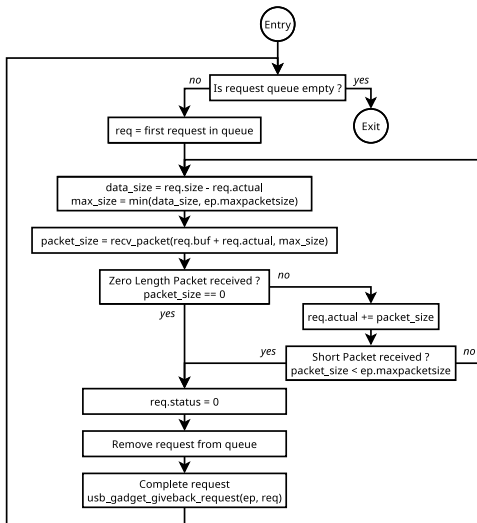 Entry
Is request queue empty ?
no
yes
Exit
req = first request in queue
data_size = req.size - req.actual
max_size = min(data_size, ep.maxpacketsize)
packet_size = recv_packet(req.buf + req.actual, max_size)
Zero Length Packet received ?
packet_size == 0
no
yes
req.actual += packet_size
Short Packet received ?
packet_size < ep.maxpacketsize
yes
no
req.status = 0
Remove request from queue
Complete request
usb_gadget_giveback_request(ep, req)